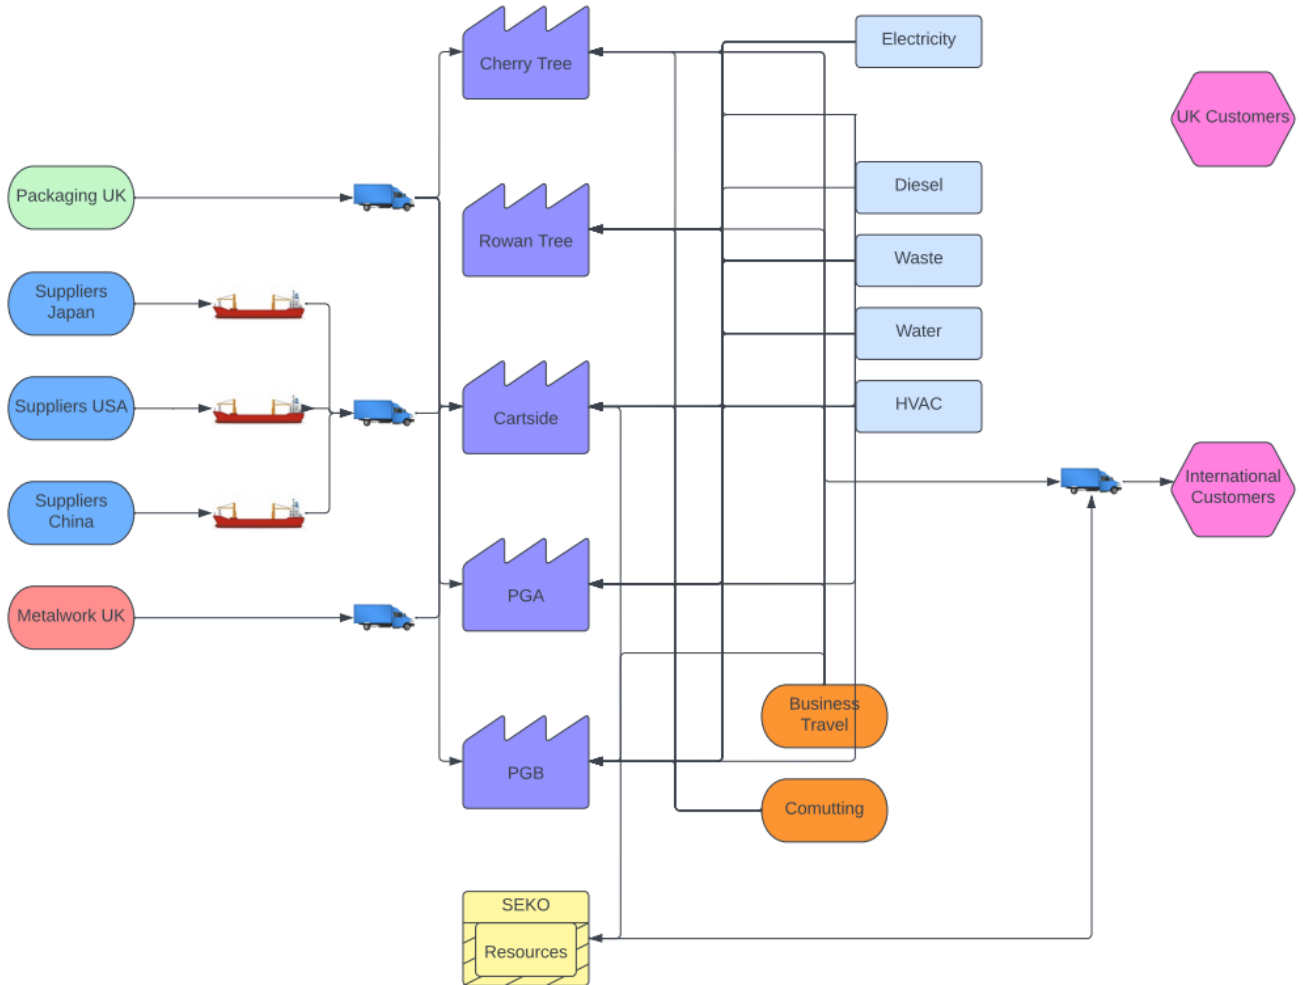 Electricity
Cherry Tree
UK Customers
Packaging UK
Diesel
Rowan Tree
Waste
Suppliers
Japan
Water
Suppliers USA
Cartside
HVAC
International
Customers
Suppliers
China
PGA
Metalwork UK
Business
Travel
PGB
Comutting
SEKO
Resources